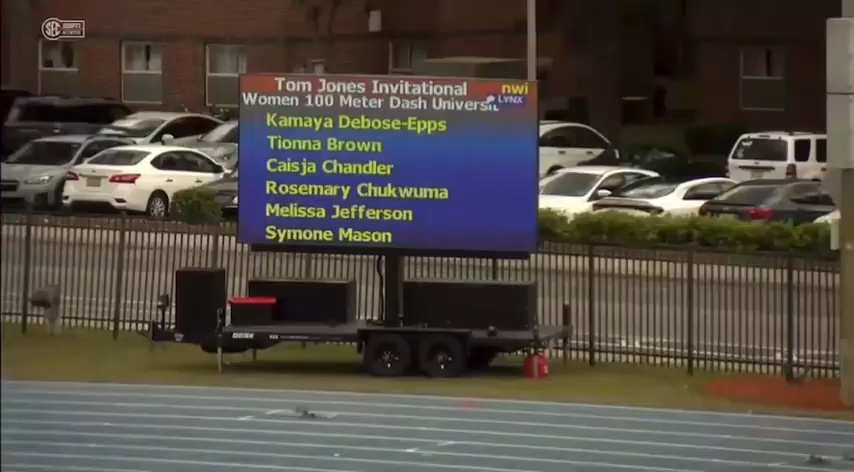 SEC
Tom Jones Invitational
nwi
Women 100 Meter Dash Universit
LYNX
Kamaya Debose-Epps
Tionna Brown
Caisja Chandler
Rosemary Chukwuma
Melissa Jefferson
Symone Mason